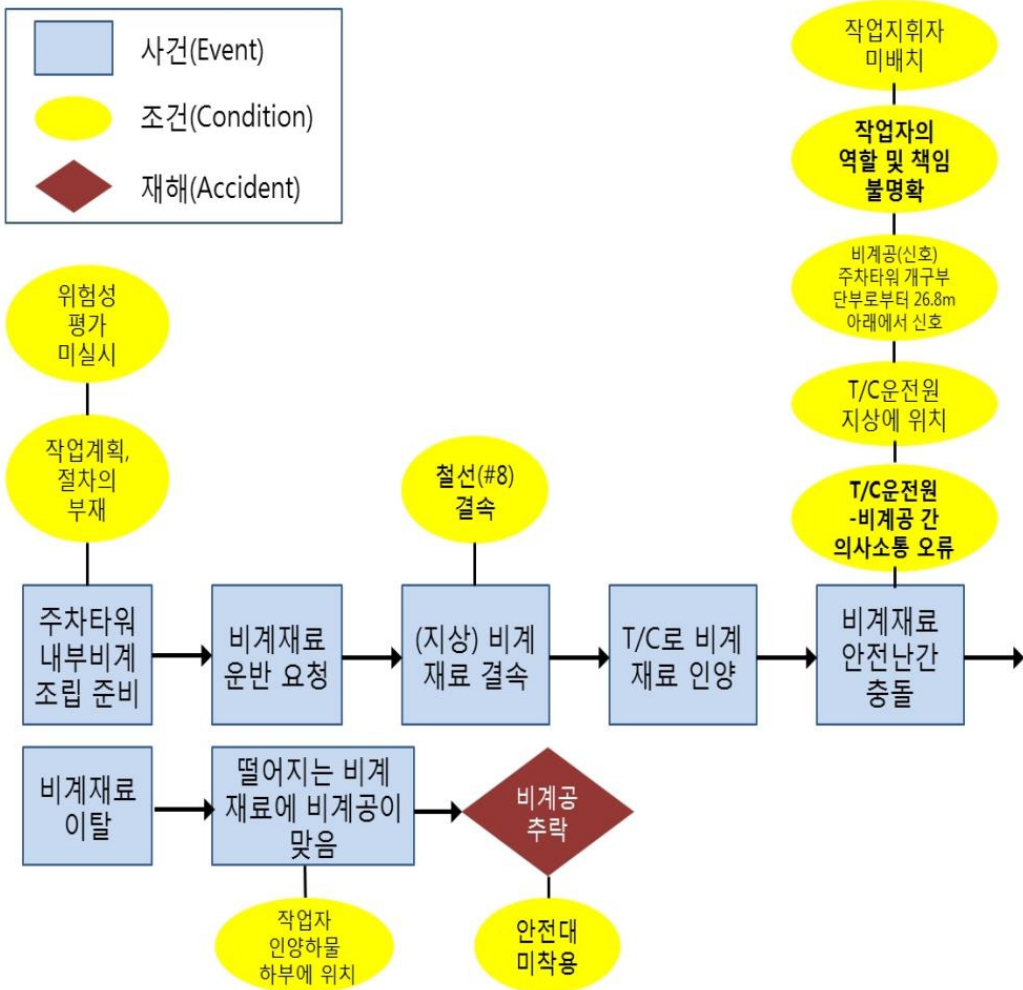 사건(Event)
조건(Condition)
재해(Accident)
작업지휘자
미배치
작업자의
역할 및 책임
불명확
비계공(신호)
주차타워 개구부
단부로부터 26.8m
아래에서 신호
T/C운전원
지상에 위치
T/C운전원
-비계공 간
의사소통 오류
위험성
평가
미실시
작업계획,
절차의
부재
철선(#8)
결속
주차타워
내부비계
조립 준비
비계재료
운반 요청
(지상) 비계
재료 결속
T/C로 비계
재료 인양
비계재료
안전난간
충돌
비계재료
이탈
떨어지는 비계
재료에 비계공이
맞음
비계공
추락
작업자
인양하물
하부에 위치
안전대
미착용